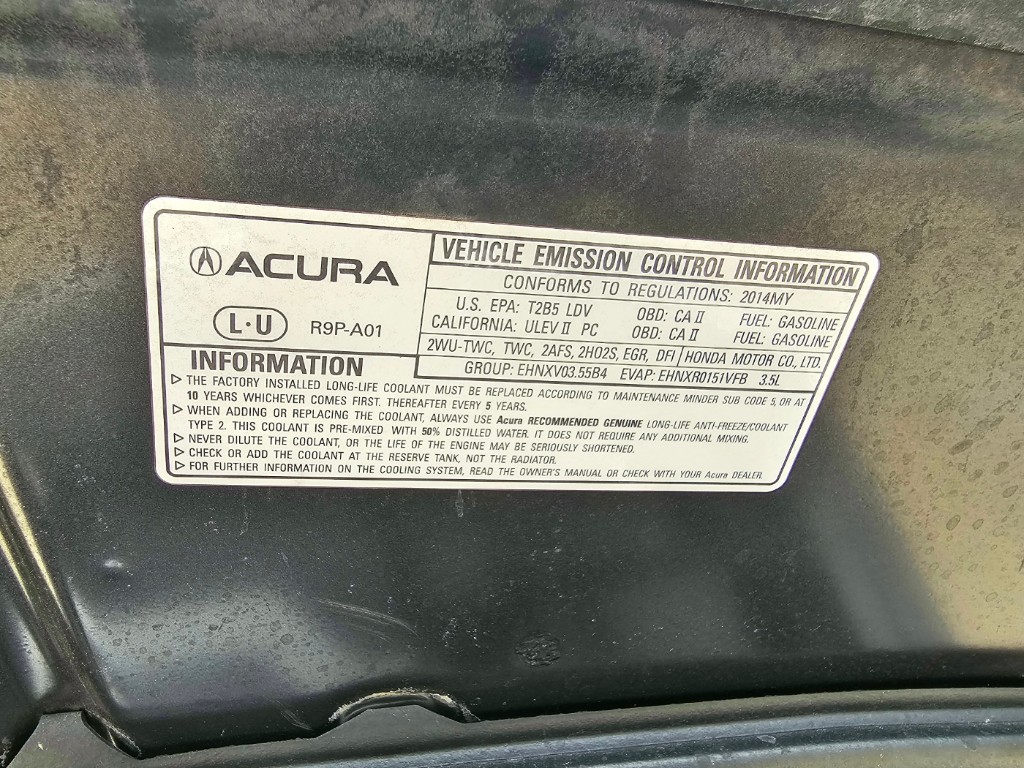 ACURA
L·U R9P-A01
VEHICLE EMISSION CONTROL INFORMATION
CONFORMS TO REGULATIONS: 2014MY
U.S. EPA: T2B5 LDV OBD: CA II FUEL: GASOLINE
CALIFORNIA: ULEV II PC OBD: CA II FUEL: GASOLINE
2WU-TWC, TWC, 2AFS, 2HO2S, EGR, DFI HONDA MOTOR CO., LTD.
GROUP: EHNXV03.55B4 EVAP: EHNXR0151VFB 3.5L
INFORMATION
▷ THE FACTORY INSTALLED LONG-LIFE COOLANT MUST BE REPLACED ACCORDING TO MAINTENANCE MINDER SUB CODE 5, OR AT
10 YEARS WHICHEVER COMES FIRST. THEREAFTER EVERY 5 YEARS.
▷ WHEN ADDING OR REPLACING THE COOLANT, ALWAYS USE Acura RECOMMENDED GENUINE LONG-LIFE ANTI-FREEZE/COOLANT
TYPE 2. THIS COOLANT IS PRE-MIXED WITH 50% DISTILLED WATER. IT DOES NOT REQUIRE ANY ADDITIONAL MIXING.
▷ NEVER DILUTE THE COOLANT, OR THE LIFE OF THE ENGINE MAY BE SERIOUSLY SHORTENED.
▷ CHECK OR ADD THE COOLANT AT THE RESERVE TANK, NOT THE RADIATOR.
▷ FOR FURTHER INFORMATION ON THE COOLING SYSTEM, READ THE OWNER'S MANUAL OR CHECK WITH YOUR Acura DEALER.